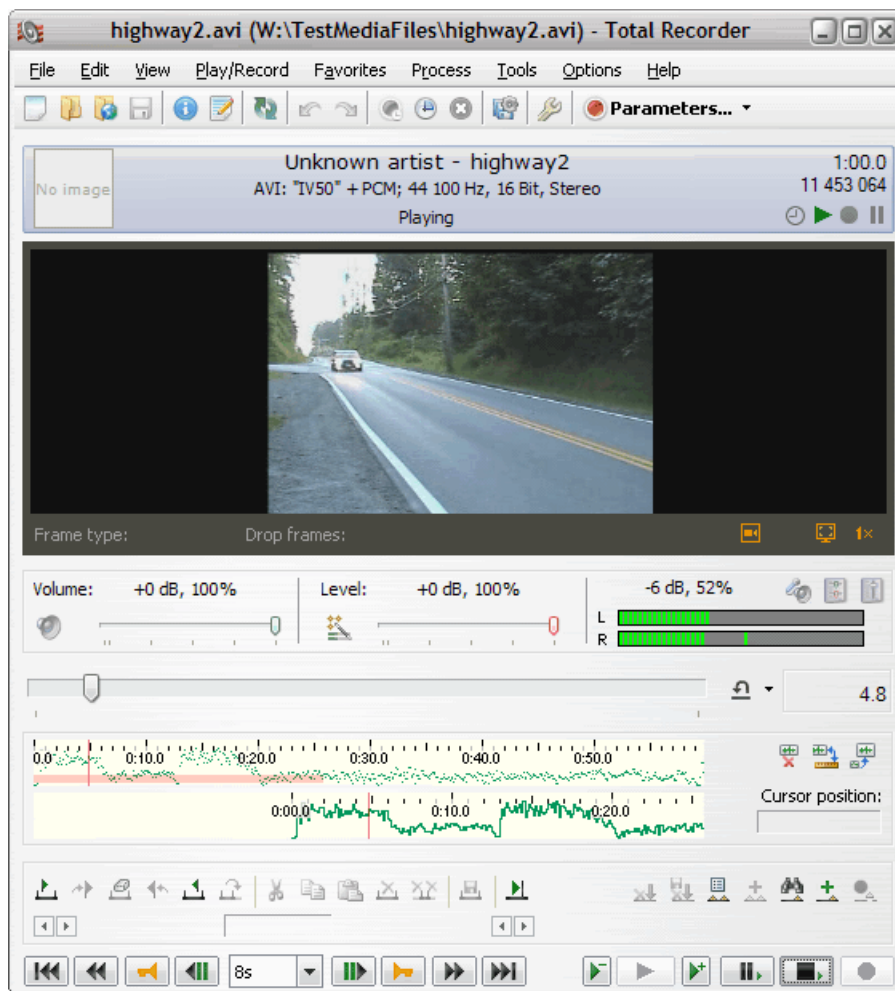 highway2.avi (W:\TestMediaFiles\highway2.avi) - Total Recorder
File Edit View Play/Record Favorites Process Tools Options Help
Parameters...
No image
Unknown artist - highway2
1:00.0
AVI: "IV50" + PCM; 44 100 Hz, 16 Bit, Stereo
11 453 064
Playing
Frame type: Drop frames: 1x
Volume: +0 dB, 100% Level: +0 dB, 100% -6 dB, 52%
L
R
4.8
0.0 0:10.0 0:20.0 0:30.0 0:40.0 0:50.0
Cursor position:
0:00.0 0:10.0 0:20.0
8s